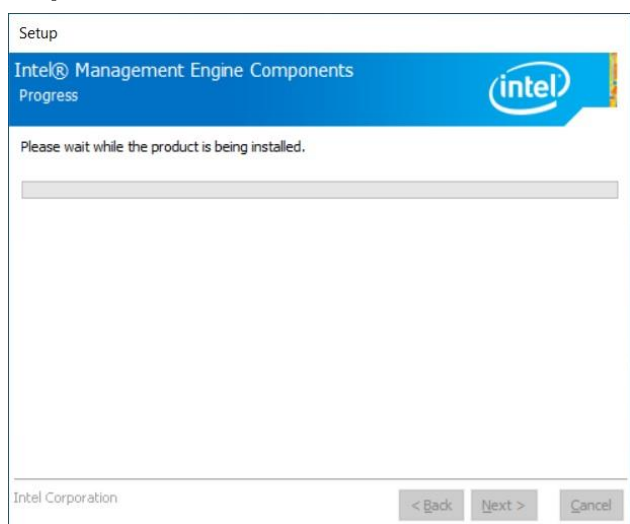 Setup
Intel® Management Engine Components
Progress
intel
Please wait while the product is being installed.
Intel Corporation
< Back
Next >
Cancel